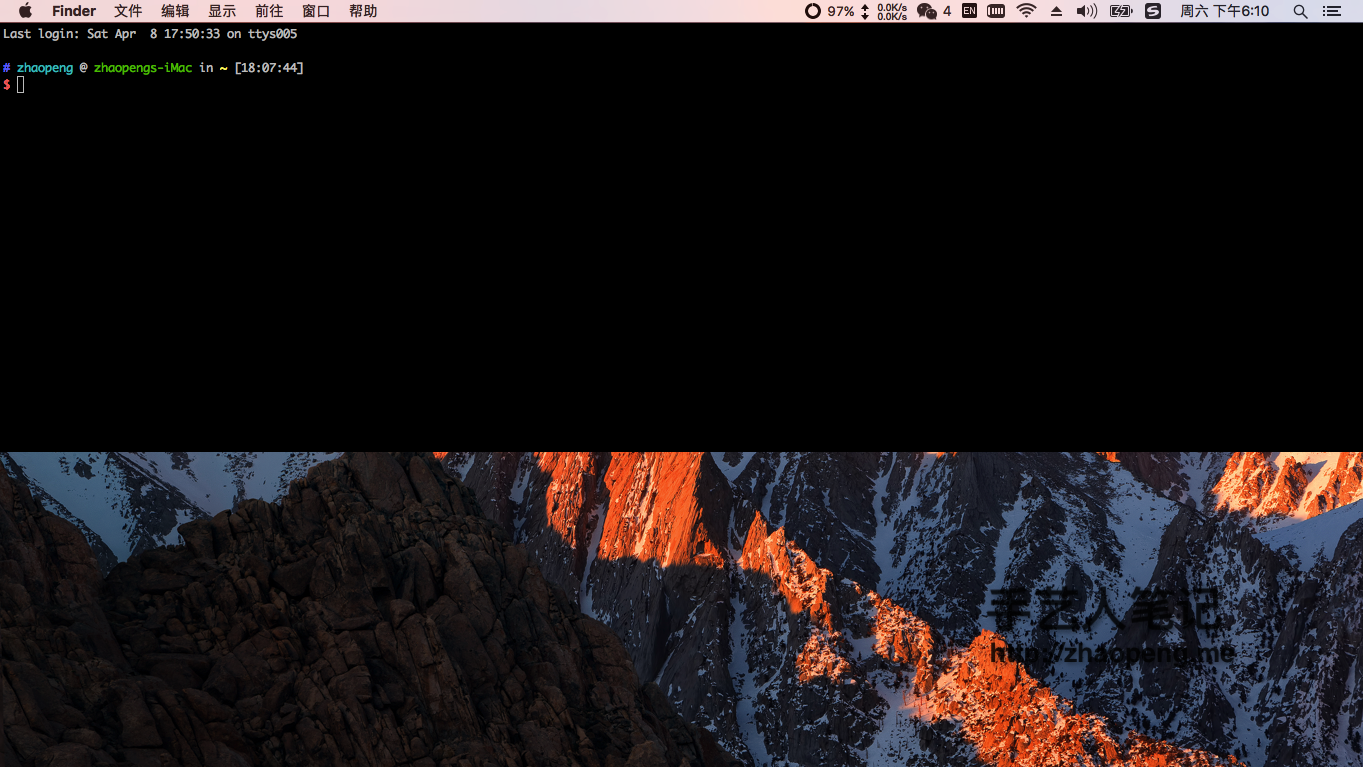 Finder 文件 编辑 显示 前往 窗口 帮助 97% 0.0K/s 0.0K/s 4 EN 周六 下午6:10
Last login: Sat Apr  8 17:50:33 on ttys005
# zhaopeng @ zhaopengs-iMac in ~ [18:07:44]
$
手艺人笔记
http://zhaopeng.me